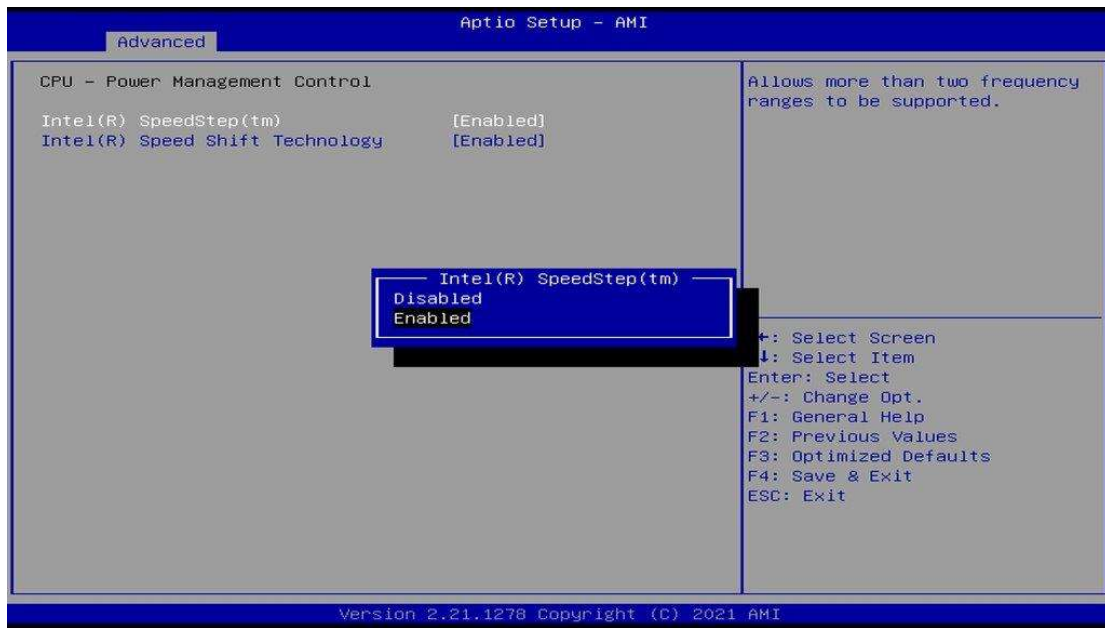 Aptio Setup – AMI
Advanced
CPU – Power Management Control
Intel(R) SpeedStep(tm) [Enabled]
Intel(R) Speed Shift Technology [Enabled]
Allows more than two frequency
ranges to be supported.
Intel(R) SpeedStep(tm)
Disabled
Enabled
←: Select Screen
↓: Select Item
Enter: Select
+/-: Change Opt.
F1: General Help
F2: Previous Values
F3: Optimized Defaults
F4: Save & Exit
ESC: Exit
Version 2.21.1278 Copyright (C) 2021 AMI